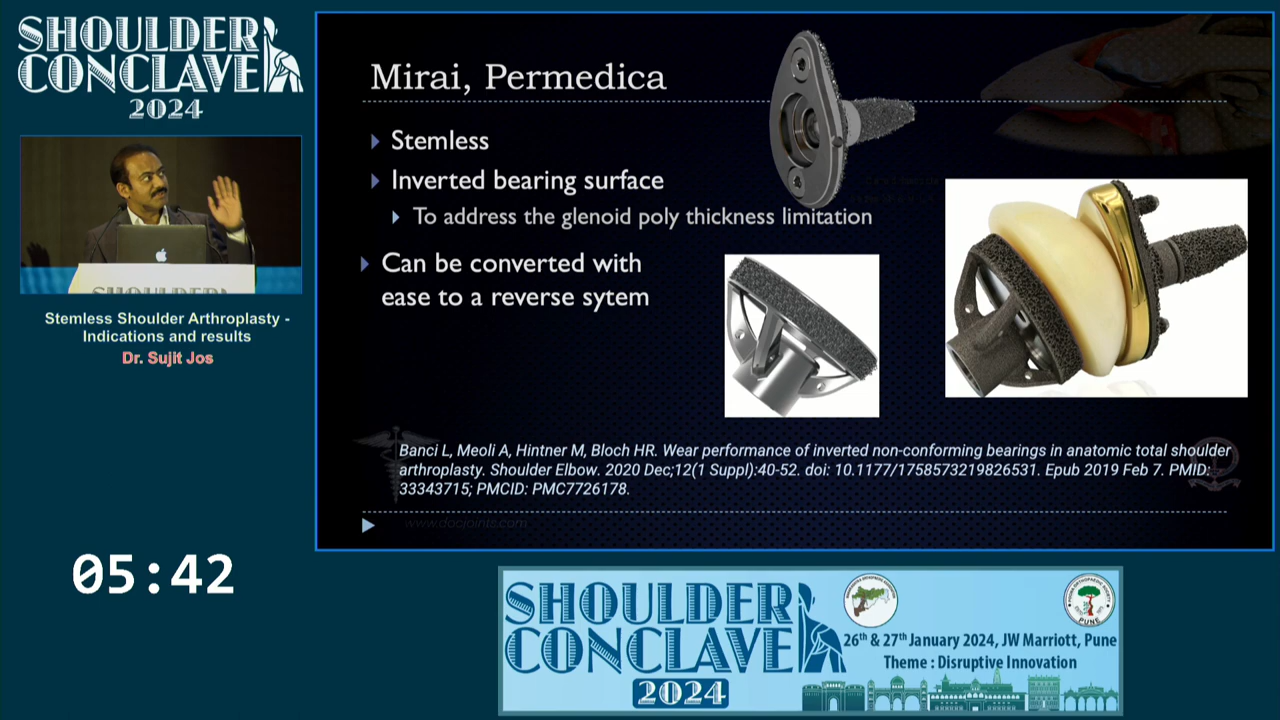 SHOULDER
CONCLAVE
2024
Stemless Shoulder Arthroplasty -
Indications and results
Dr. Sujit Jos
05:42
Mirai, Permedica
Stemless
Inverted bearing surface
To address the glenoid poly thickness limitation
Can be converted with
ease to a reverse sytem
Banci L, Meoli A, Hintner M, Bloch HR. Wear performance of inverted non-conforming bearings in anatomic total shoulder
arthroplasty. Shoulder Elbow. 2020 Dec;12(1 Suppl):40-52. doi: 10.1177/1758573219826531. Epub 2019 Feb 7. PMID:
33343715; PMCID: PMC7726178.
www.docjoints.com
SHOULDER
CONCLAVE
2024
26th & 27th January 2024, JW Marriott, Pune
Theme : Disruptive Innovation
PUNE